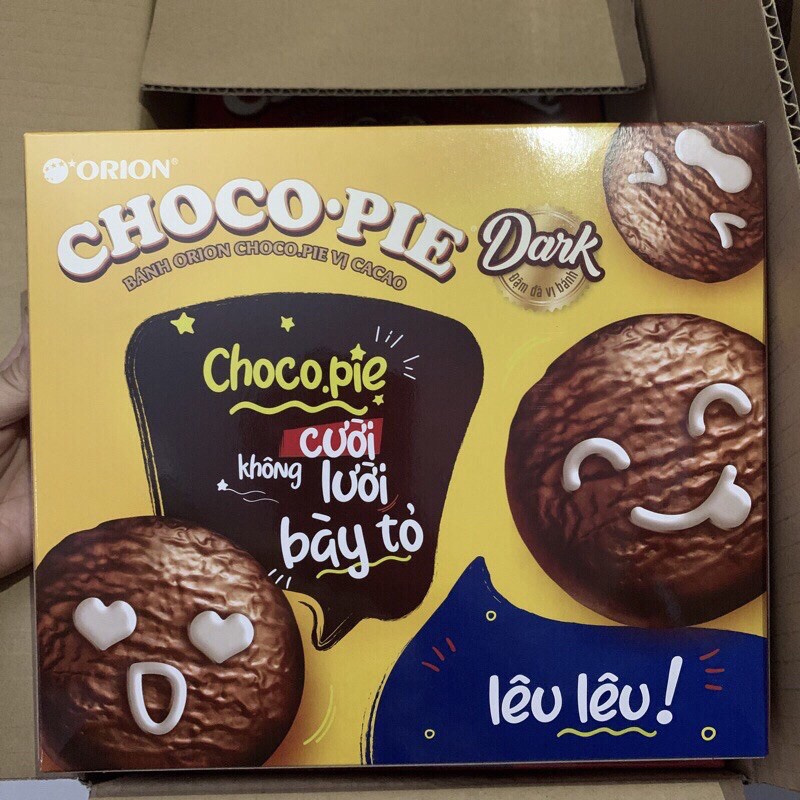 ORION®
CHOCO·PIE
BÁNH ORION CHOCO.PIE VỊ CACAO
Dark
Đậm đà vị bánh
Choco.pie
cười
không lười
bày tỏ
lêu lêu!